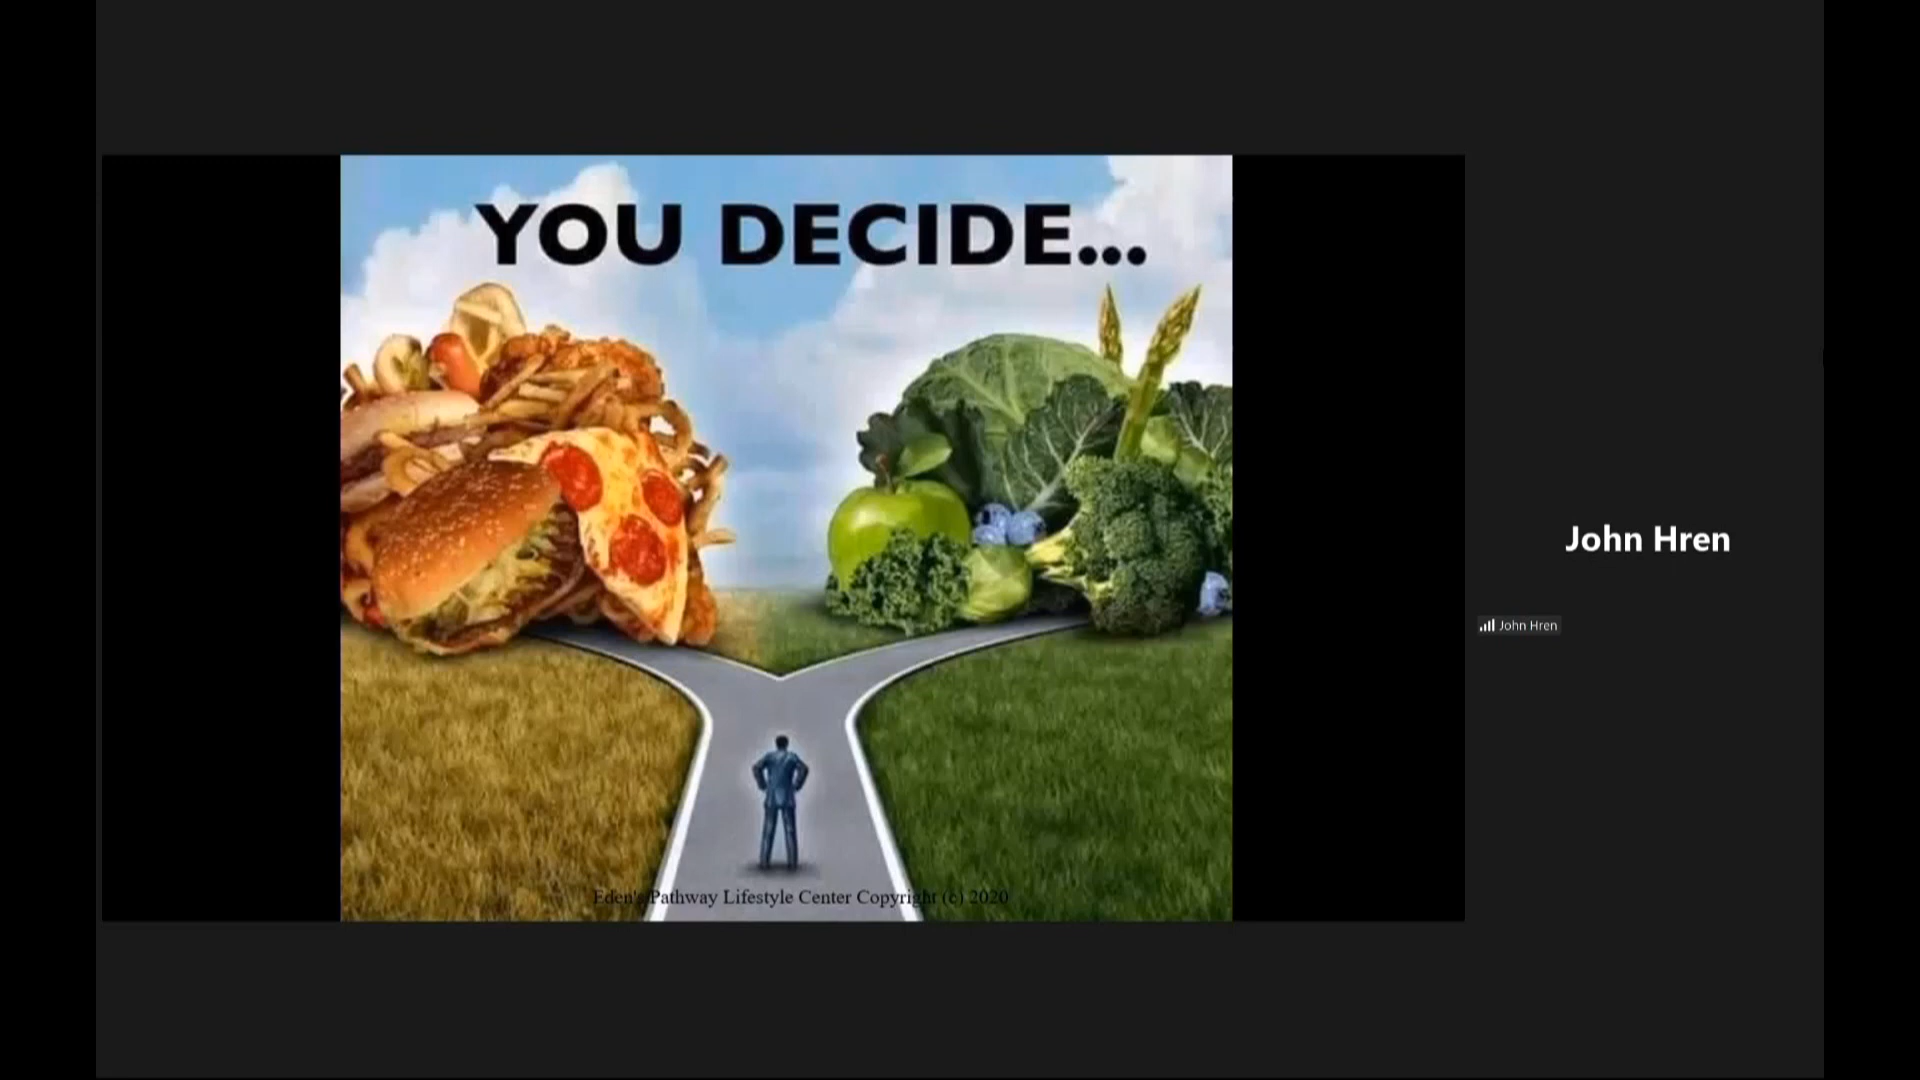 YOU DECIDE...
John Hren
John Hren
Eden's Pathway Lifestyle Center Copyright (c) 2020